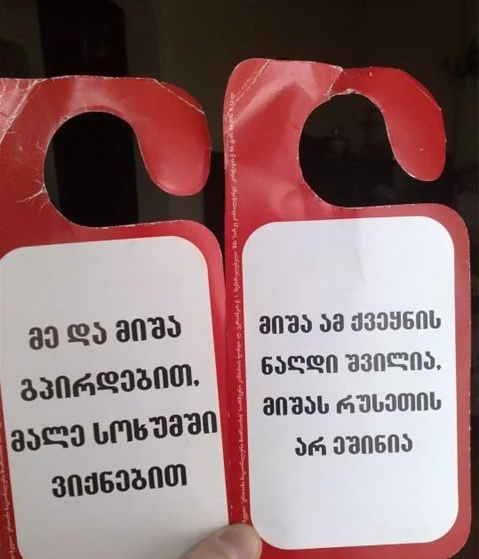 მე და მიშა
გპირდებით,
მალე სოხუმში
ვიქნებით
მიშა ამ ქვეყნის
ნაღდი შვილია,
მიშას რუსეთის
არ ეშინია